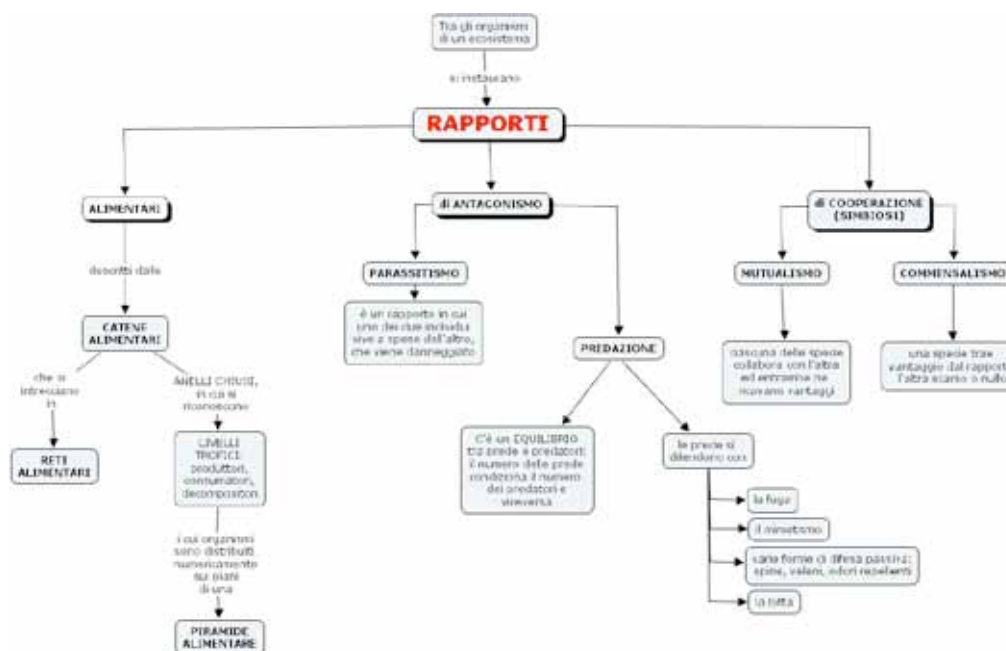 Tra gli organismi
di un ecosistema
si instaurano
RAPPORTI
ALIMENTARI
descritti dalle
CATENE
ALIMENTARI
che si
intrecciano
in
RETI
ALIMENTARI
ANELLI CHIUSI,
in cui si
riconoscono
LIVELLI
TROFICI:
produttori,
consumatori,
decompositori
i cui organismi
sono distribuiti
numericamente
sui piani
di una
PIRAMIDE
ALIMENTARE
di ANTAGONISMO
PARASSITISMO
è un rapporto in cui
uno dei due individui
vive a spese dell'altro,
che viene danneggiato
PREDAZIONE
C'è un EQUILIBRIO
tra prede e predatori:
il numero delle prede
condiziona il numero
dei predatori e
viceversa
le prede si
difendono con
la fuga
il mimetismo
varie forme di difesa passiva:
spine, veleni, odori repellenti
la lotta
di COOPERAZIONE
(SIMBIOSI)
MUTUALISMO
ciascuna delle specie
collabora con l'altra
ed entrambe ne
traggono vantaggi
COMMENSALISMO
una specie trae
vantaggio dal rapporto
l'altra scarso o nullo